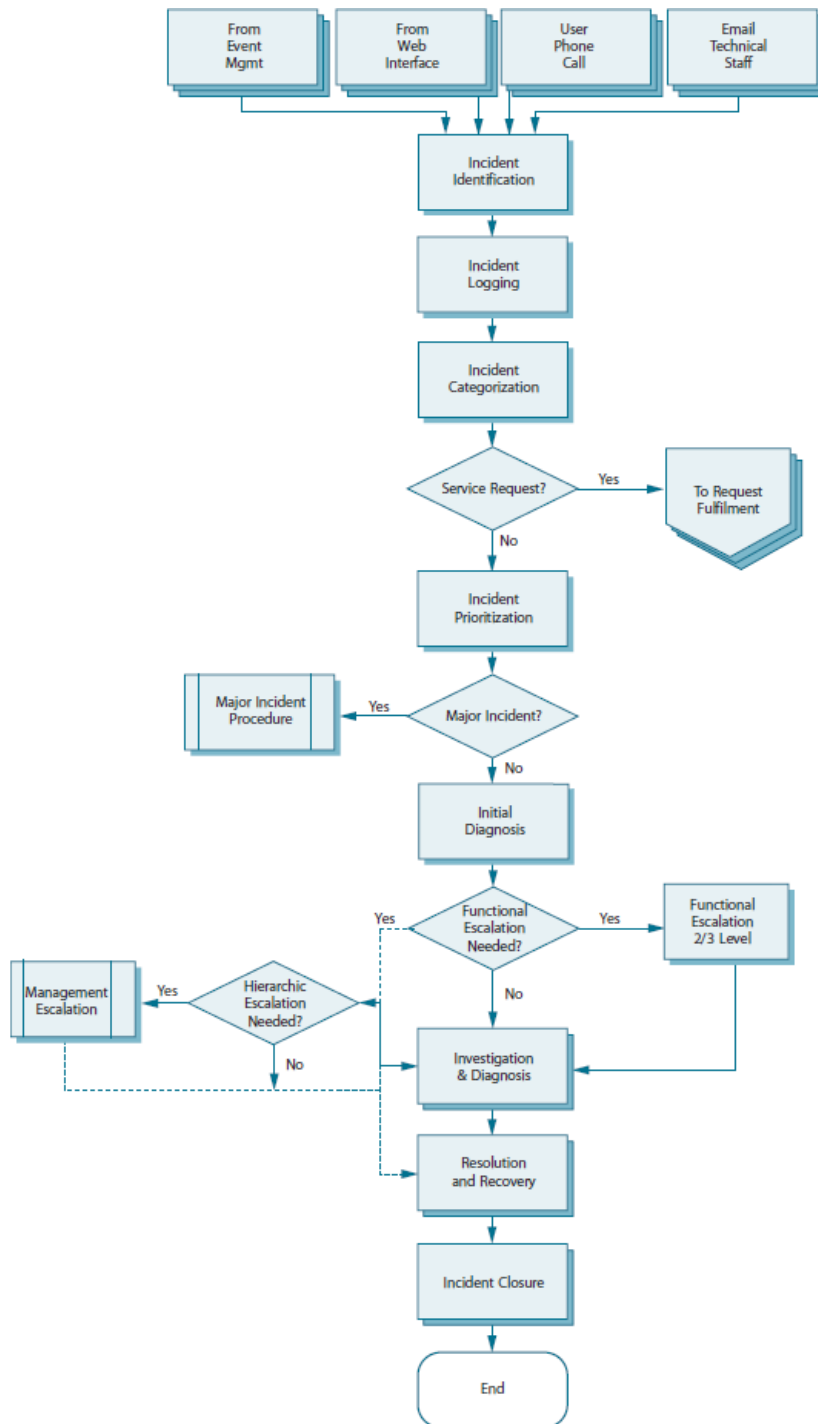 From
Event
Mgmt
From
Web
Interface
User
Phone
Call
Email
Technical
Staff
Incident
Identification
Incident
Logging
Incident
Categorization
Service Request?
Yes
To Request
Fulfilment
No
Incident
Prioritization
Major Incident
Procedure
Yes
Major Incident?
No
Initial
Diagnosis
Yes
Functional
Escalation
Needed?
Yes
Functional
Escalation
2/3 Level
Management
Escalation
Yes
Hierarchic
Escalation
Needed?
No
No
Investigation
& Diagnosis
Resolution
and Recovery
Incident Closure
End